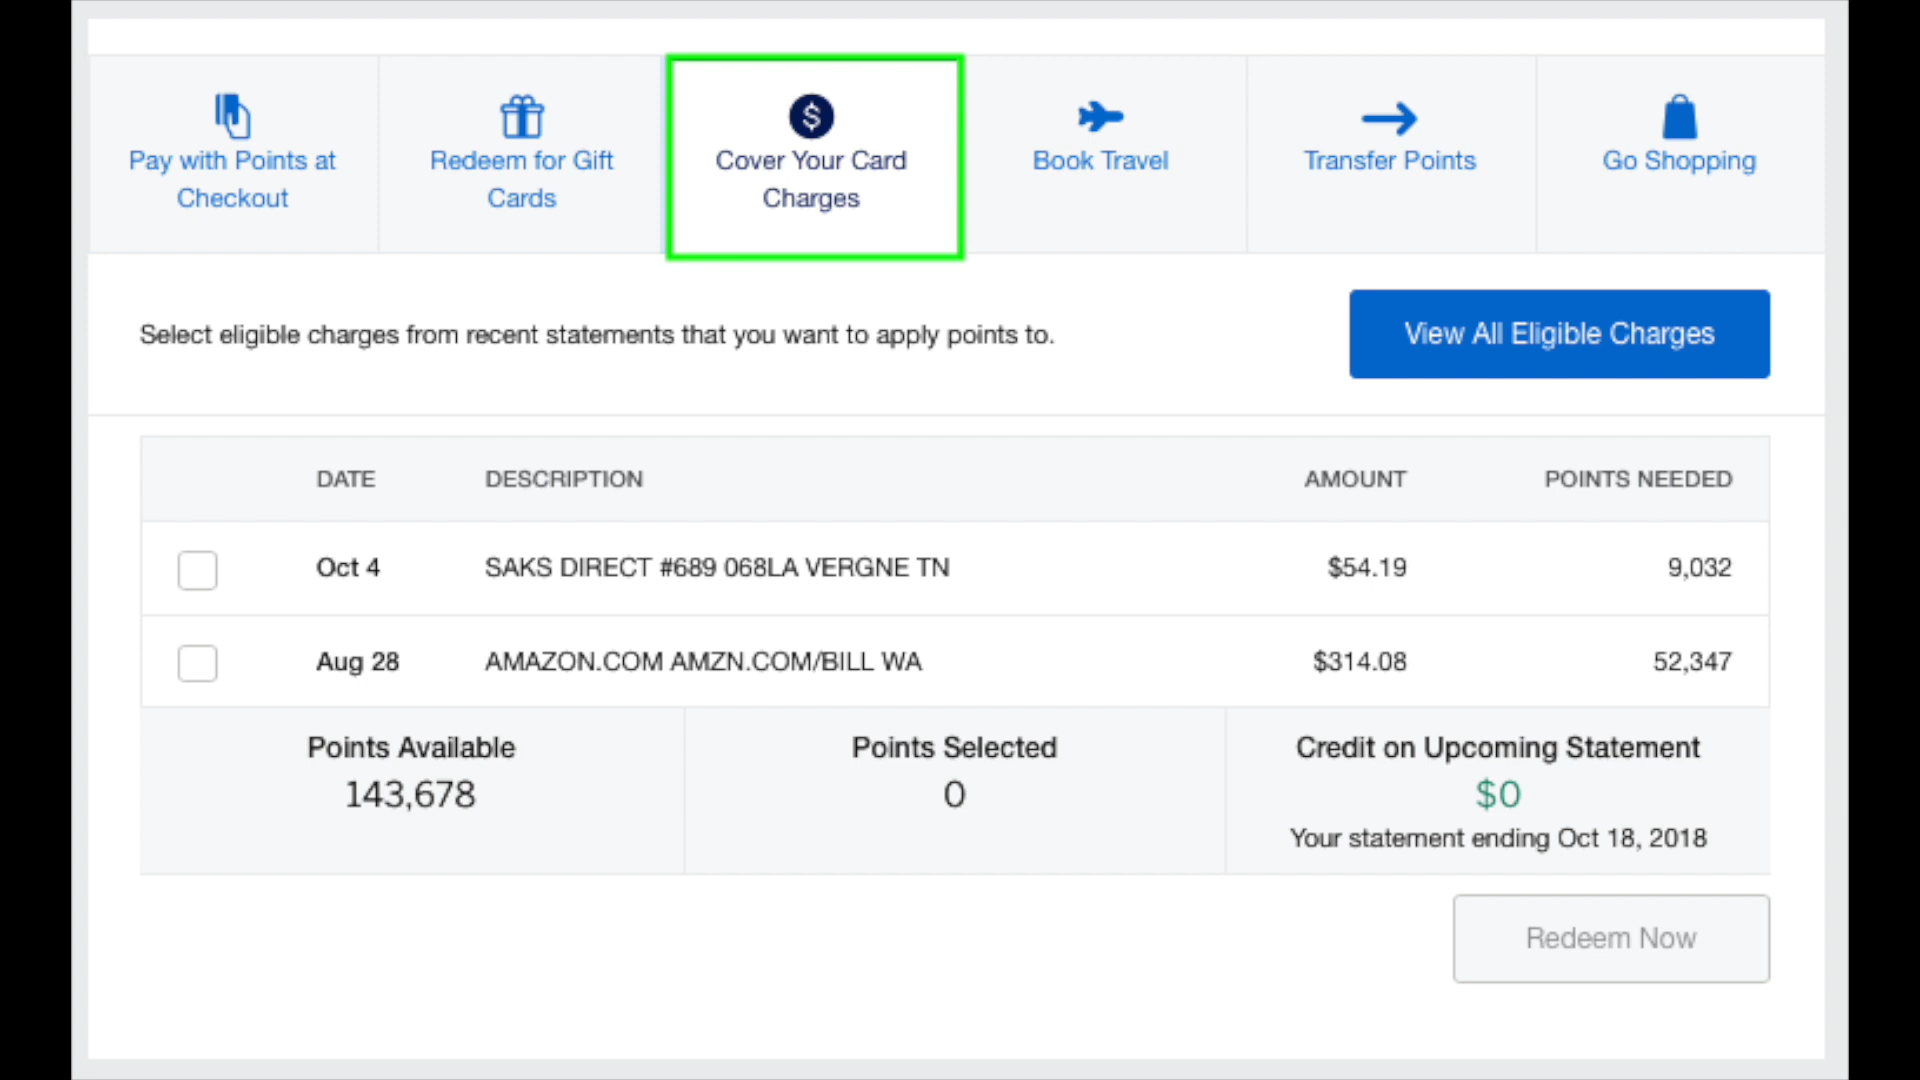 Pay with Points at
Checkout
Redeem for Gift
Cards
$
Cover Your Card
Charges
Book Travel
Transfer Points
Go Shopping
Select eligible charges from recent statements that you want to apply points to.
View All Eligible Charges
DATE DESCRIPTION AMOUNT POINTS NEEDED
Oct 4 SAKS DIRECT #689 068LA VERGNE TN $54.19 9,032
Aug 28 AMAZON.COM AMZN.COM/BILL WA $314.08 52,347
Points Available
143,678
Points Selected
0
Credit on Upcoming Statement
$0
Your statement ending Oct 18, 2018
Redeem Now